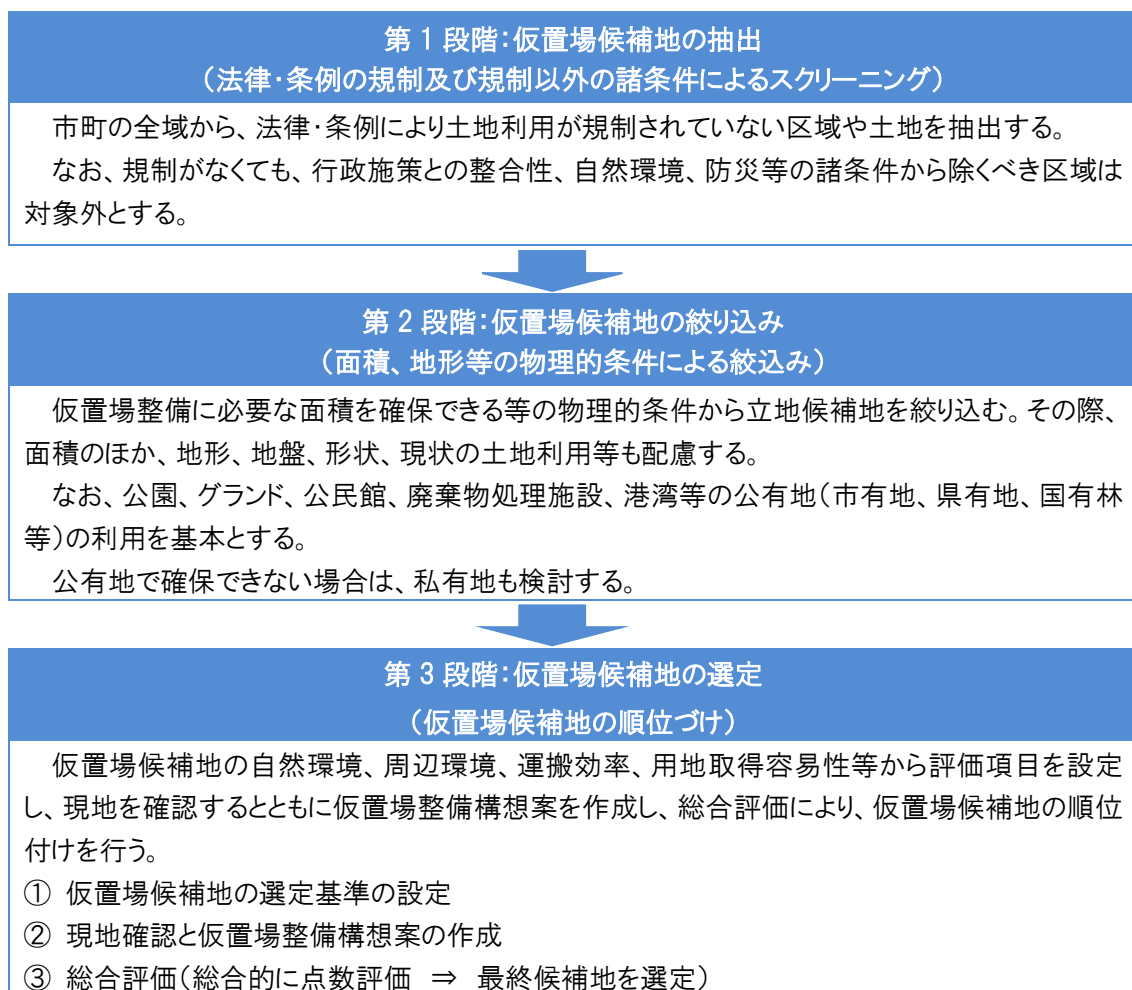 第 1 段階:仮置場候補地の抽出
(法律・条例の規制及び規制以外の諸条件によるスクリーニング)
市町の全域から、法律・条例により土地利用が規制されていない区域や土地を抽出する。
なお、規制がなくても、行政施策との整合性、自然環境、防災等の諸条件から除くべき区域は
対象外とする。
第 2 段階:仮置場候補地の絞り込み
(面積、地形等の物理的条件による絞込み)
仮置場整備に必要な面積を確保できる等の物理的条件から立地候補地を絞り込む。その際、
面積のほか、地形、地盤、形状、現状の土地利用等も配慮する。
なお、公園、グランド、公民館、廃棄物処理施設、港湾等の公有地(市有地、県有地、国有林
等)の利用を基本とする。
公有地で確保できない場合は、私有地も検討する。
第 3 段階:仮置場候補地の選定
(仮置場候補地の順位づけ)
仮置場候補地の自然環境、周辺環境、運搬効率、用地取得容易性等から評価項目を設定
し、現地を確認するとともに仮置場整備構想案を作成し、総合評価により、仮置場候補地の順位
付けを行う。
① 仮置場候補地の選定基準の設定
② 現地確認と仮置場整備構想案の作成
③ 総合評価(総合的に点数評価 ⇒ 最終候補地を選定)